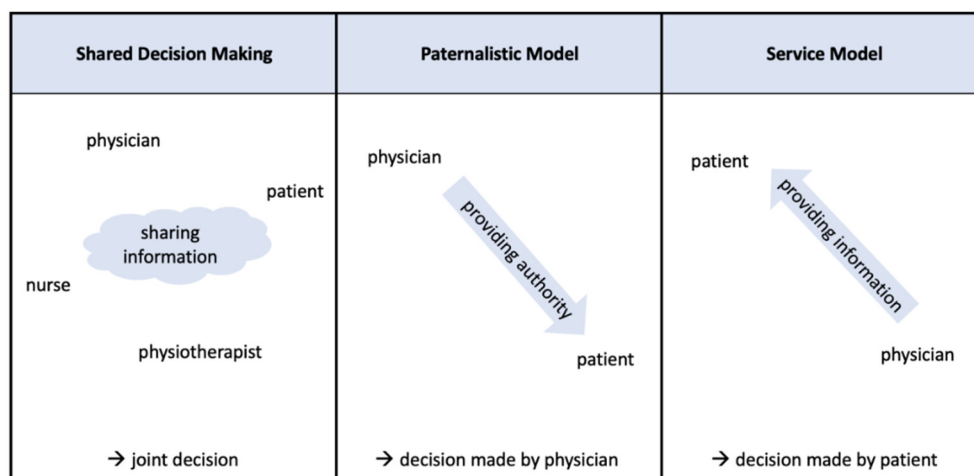 Shared Decision Making
Paternalistic Model
Service Model
physician
patient
sharing
information
nurse
physiotherapist
→ joint decision
physician
providing authority
patient
→ decision made by physician
patient
providing information
physician
→ decision made by patient